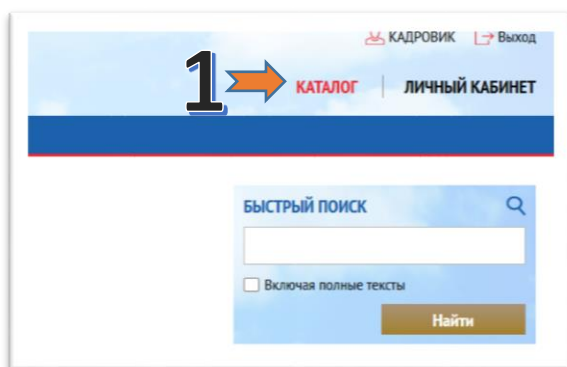 КАДРОВИК Выход
1 КАТАЛОГ ЛИЧНЫЙ КАБИНЕТ
БЫСТРЫЙ ПОИСК
Включая полные тексты
Найти